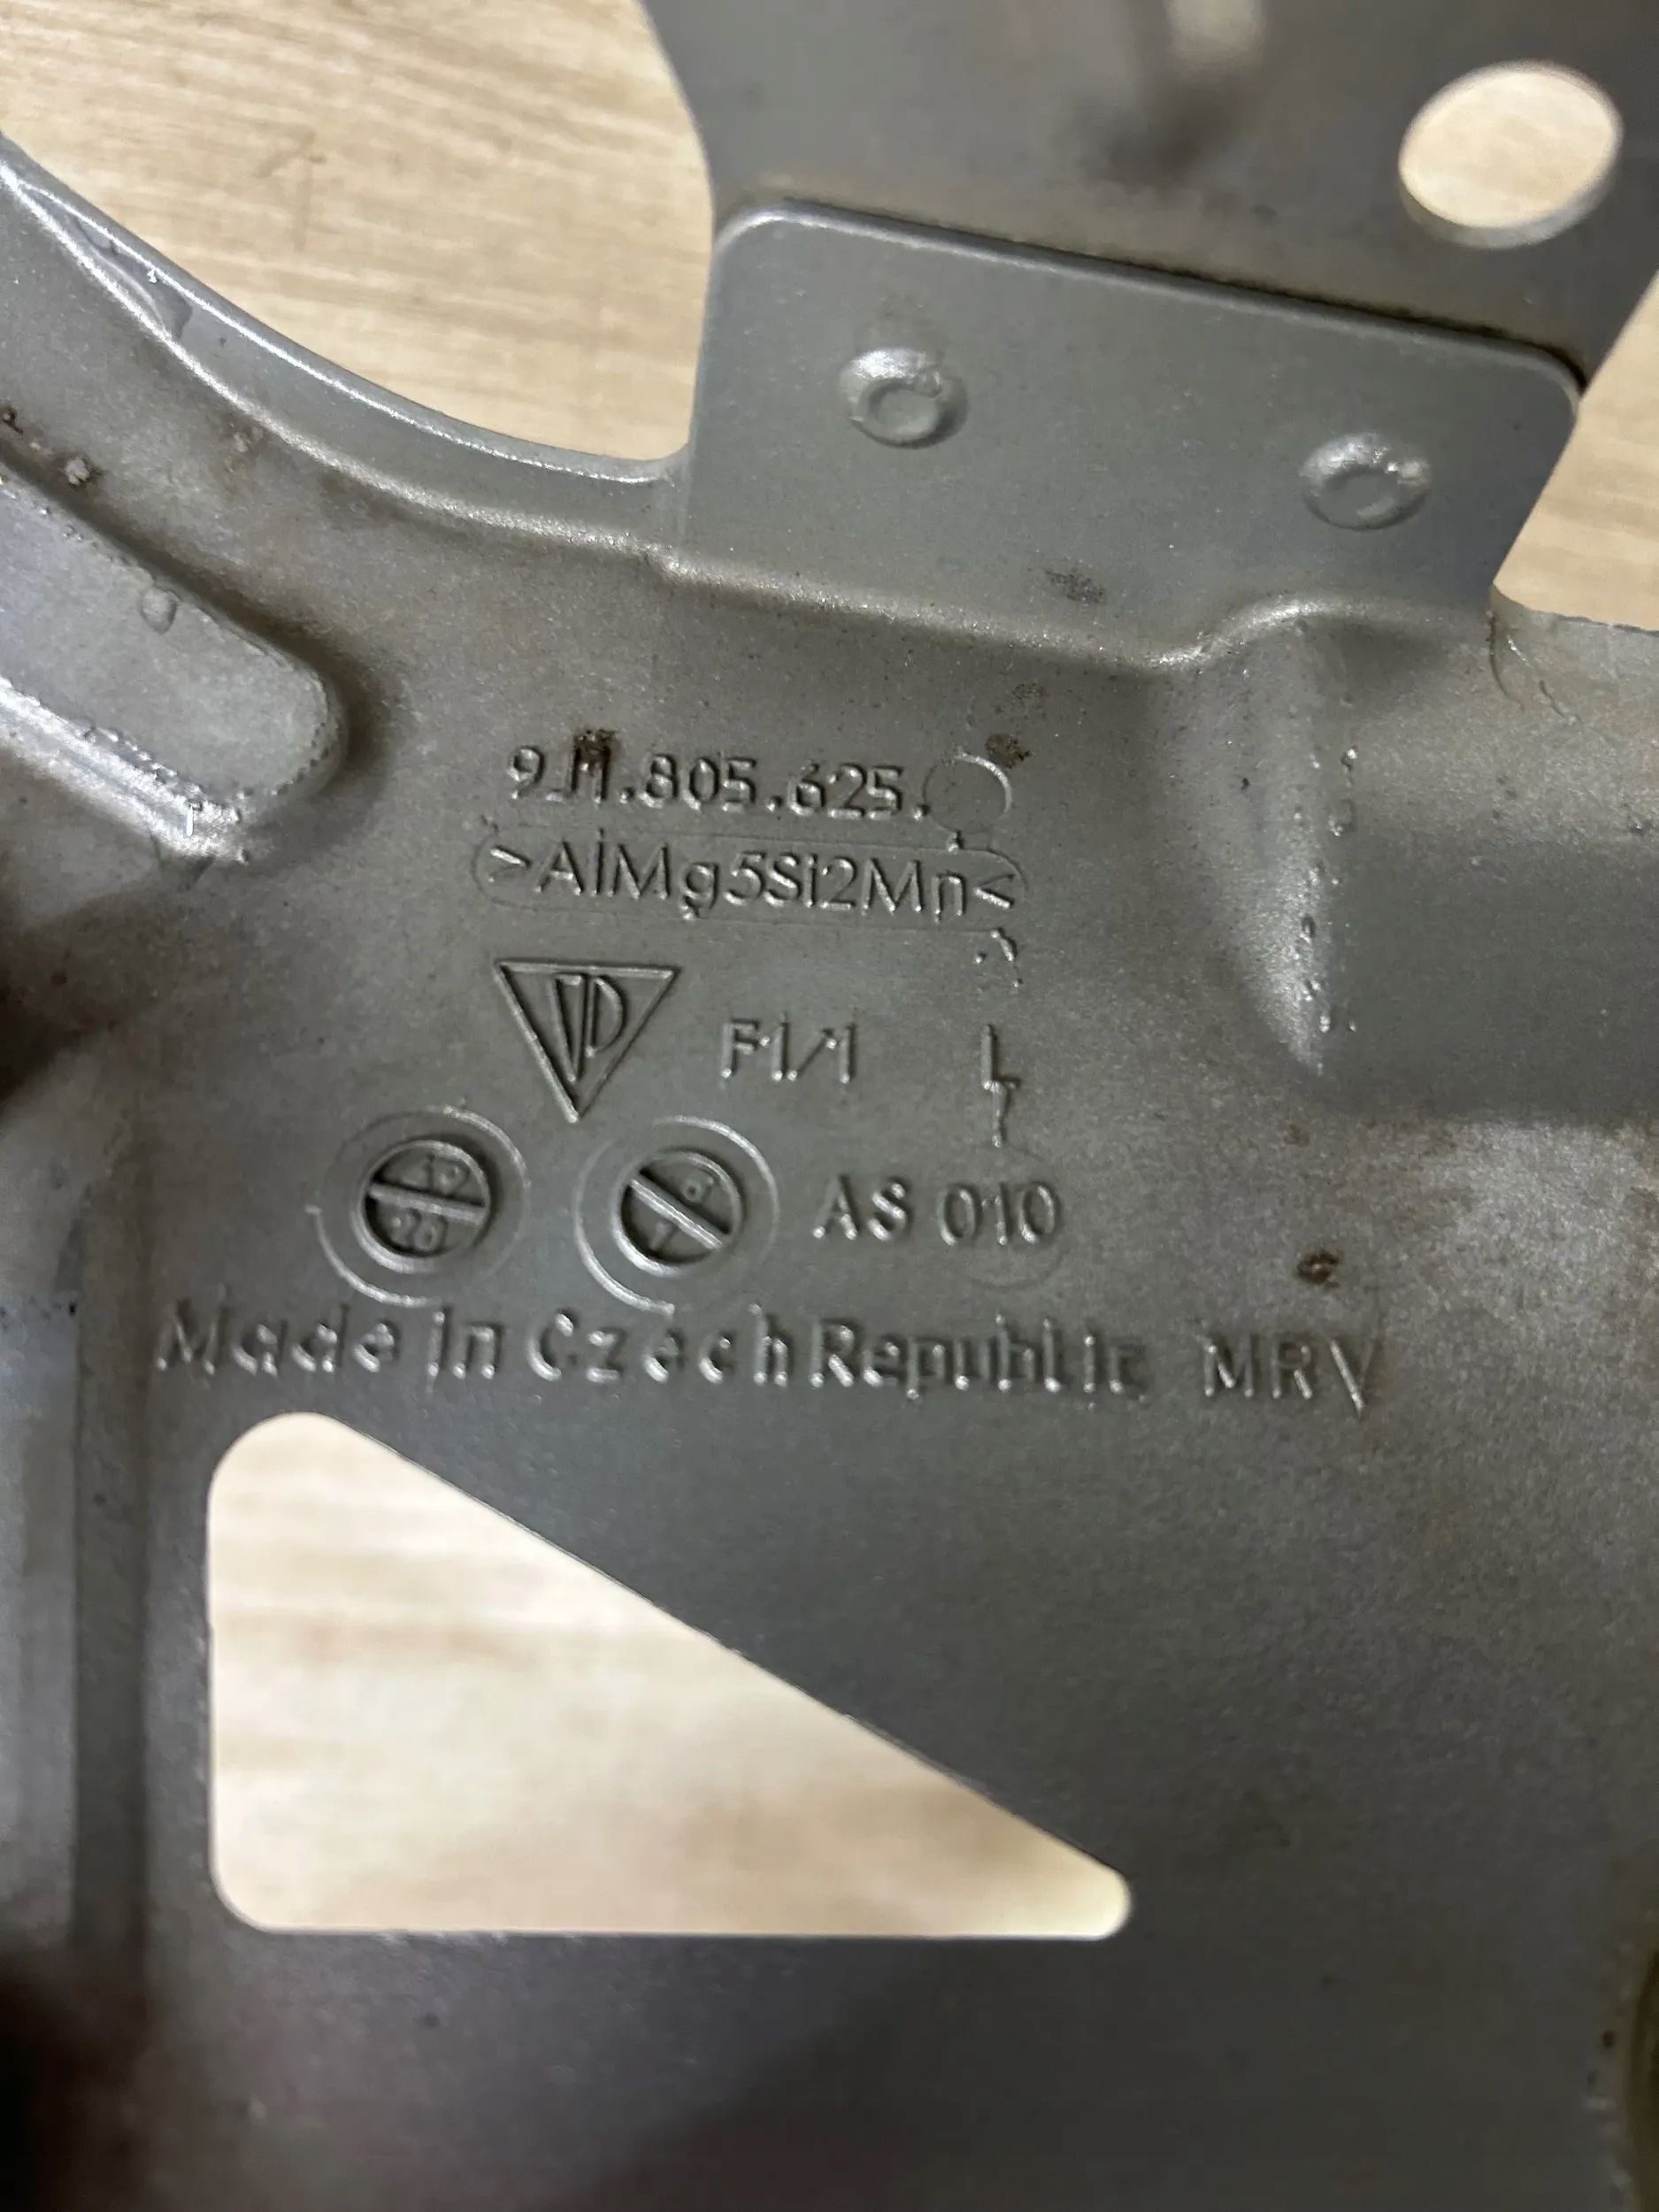 9J1.805.625.
>AlMg5Si2Mn<
F1/1 L
AS 010
Made in Czech Republic MRV